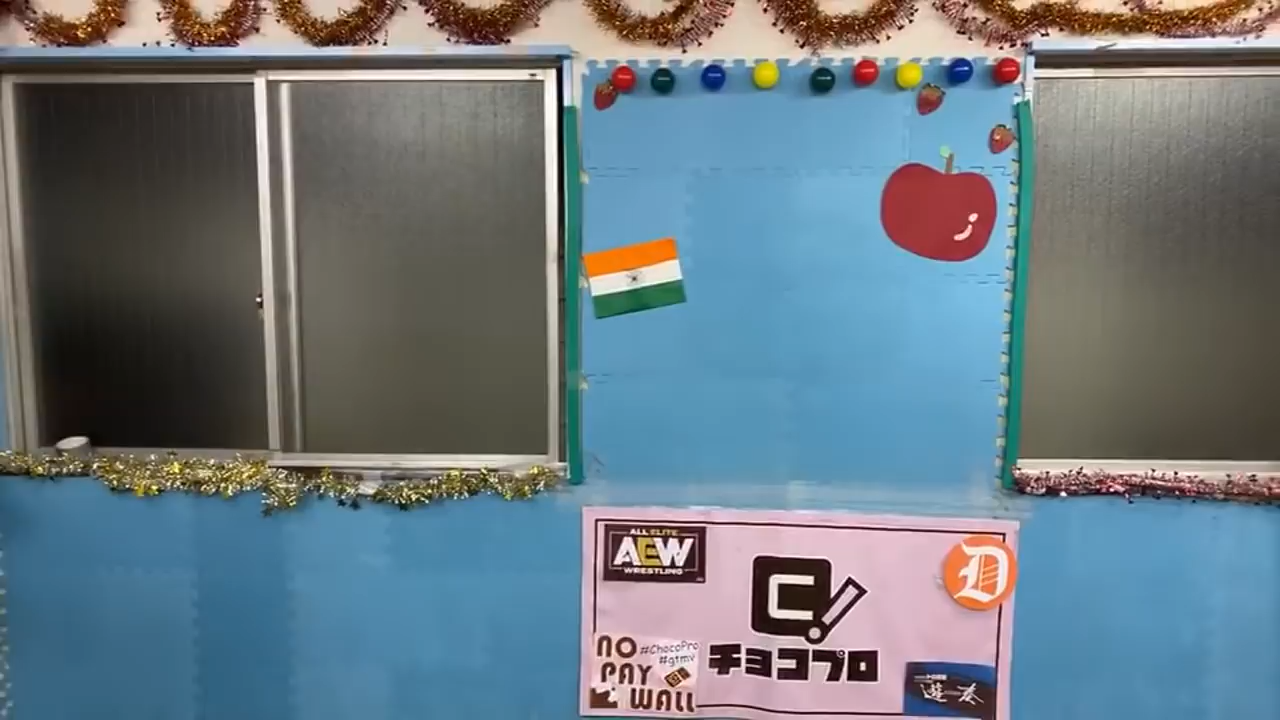 ALL ELITE
AEW
WRESTLING
D
C!
チョコプロ
NO
PAY
WALL
#ChocoPro
#gtmv